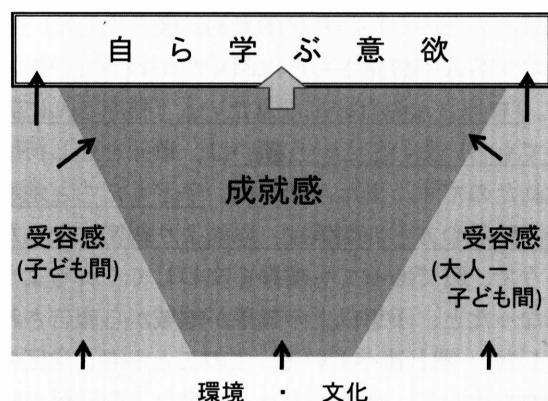 自ら学ぶ意欲
成就感
受容感
(子ども間)
受容感
(大人ー
子ども間)
環境・文化